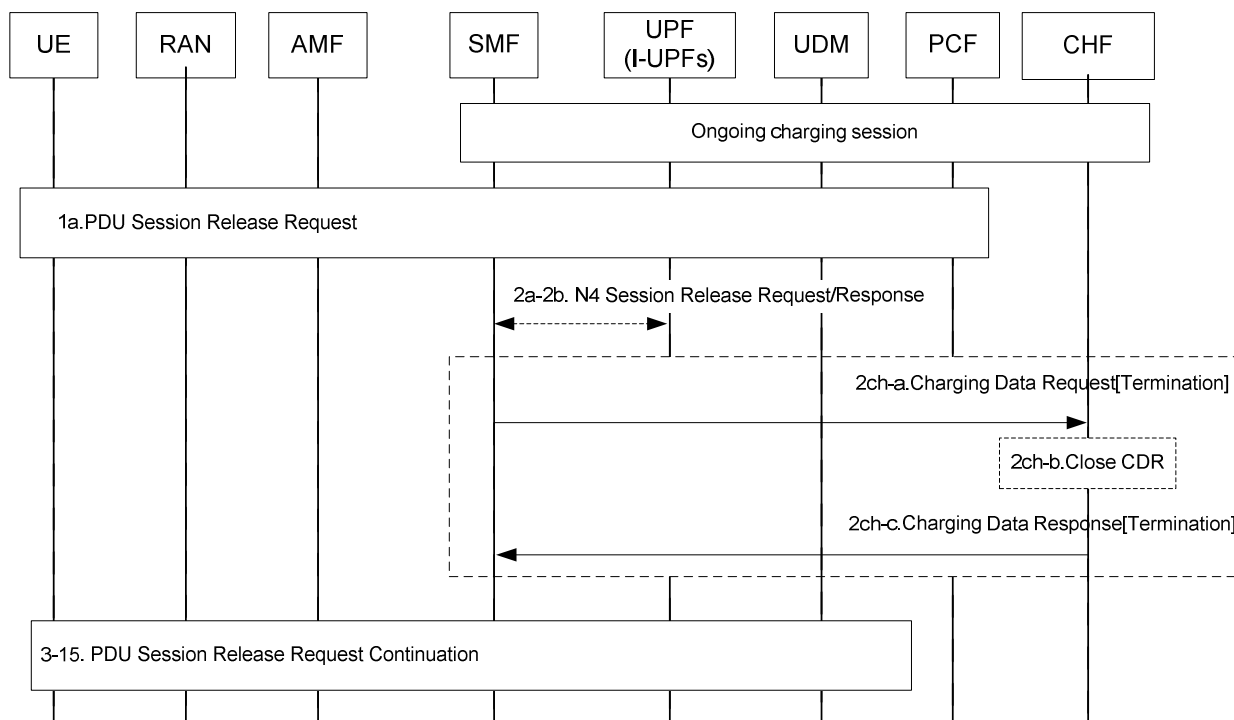 UE
RAN
AMF
SMF
UPF
(I-UPFs)
UDM
PCF
CHF
Ongoing charging session
1a.PDU Session Release Request
2a-2b. N4 Session Release Request/Response
2ch-a.Charging Data Request[Termination]
2ch-b.Close CDR
2ch-c.Charging Data Response[Termination]
3-15. PDU Session Release Request Continuation